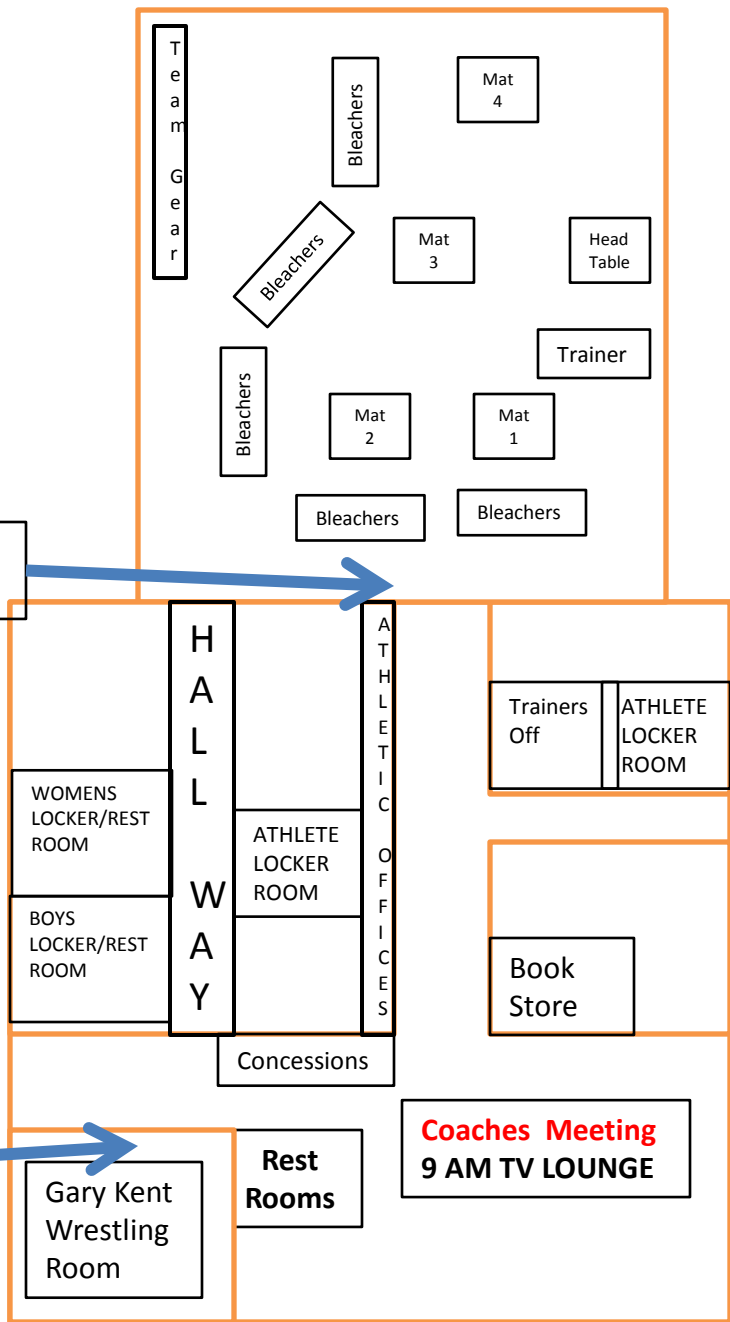 Team Gear
Bleachers
Mat
4
Bleachers
Mat
3
Head
Table
Trainer
Bleachers
Mat
2
Mat
1
Bleachers
Bleachers
HALL WAY
ATHLETIC OFFICES
Trainers
Off
ATHLETE
LOCKER
ROOM
WOMENS
LOCKER/REST
ROOM
ATHLETE
LOCKER
ROOM
BOYS
LOCKER/REST
ROOM
Book
Store
Concessions
Coaches Meeting
9 AM TV LOUNGE
Rest
Rooms
Gary Kent
Wrestling
Room